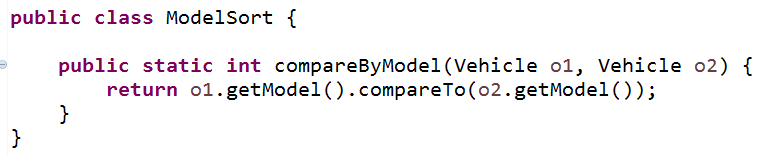 public class ModelSort {
public static int compareByModel(Vehicle o1, Vehicle o2) {
return o1.getModel().compareTo(o2.getModel());
}
}